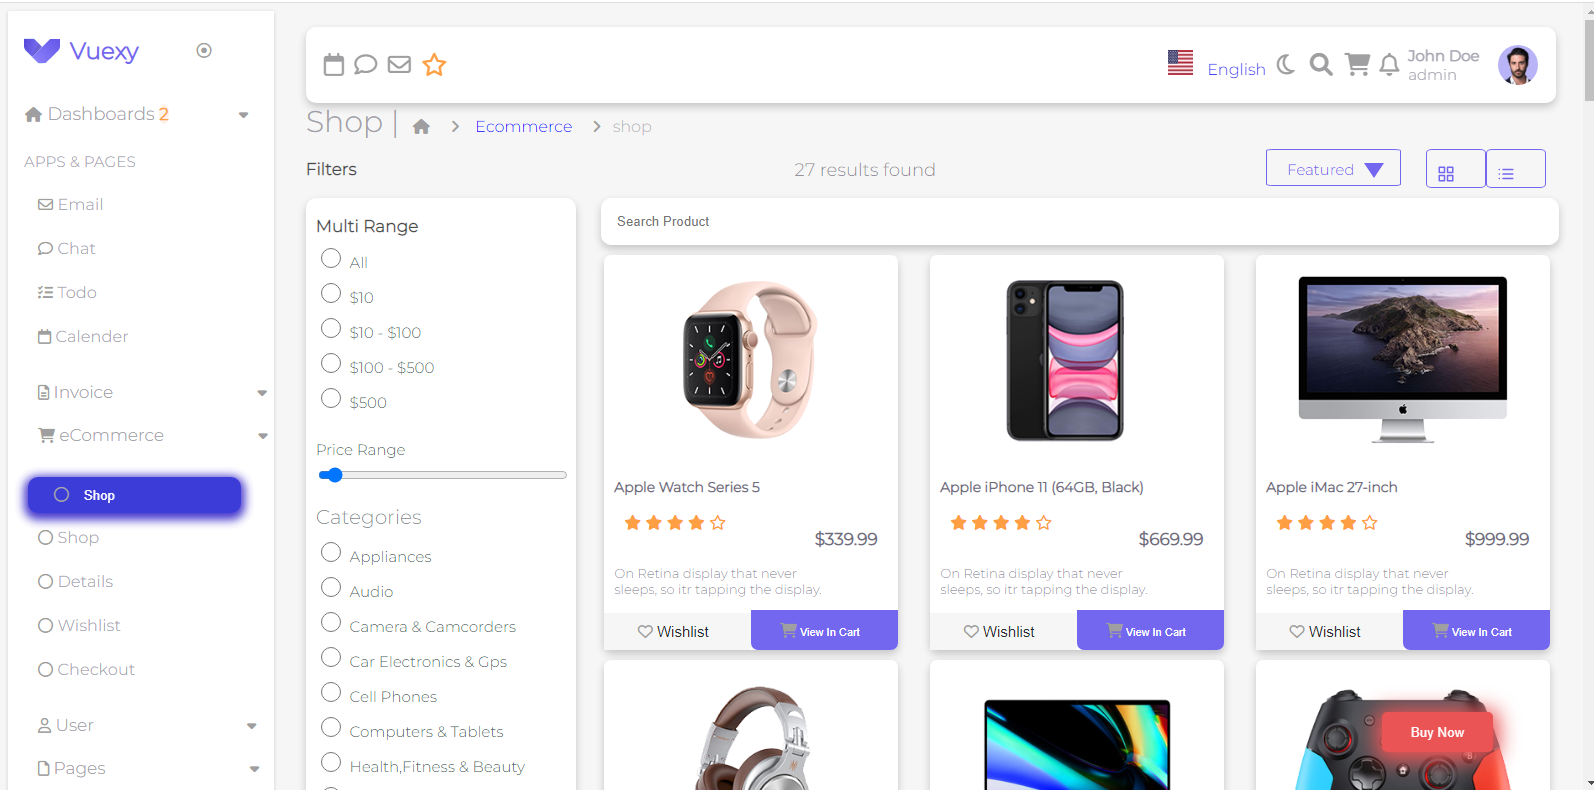 Vuexy
Dashboards 2
APPS & PAGES
Email
Chat
Todo
Calender
Invoice
eCommerce
Shop
Shop
Details
Wishlist
Checkout
User
Pages
English
John Doe
admin
Shop | Ecommerce shop
Filters
27 results found
Featured
Multi Range
All
$10
$10 - $100
$100 - $500
$500
Price Range
Categories
Appliances
Audio
Camera & Camcorders
Car Electronics & Gps
Cell Phones
Computers & Tablets
Health,Fitness & Beauty
Search Product
Apple Watch Series 5
$339.99
On Retina display that never
sleeps, so itr tapping the display.
Wishlist
View In Cart
Apple iPhone 11 (64GB, Black)
$669.99
On Retina display that never
sleeps, so itr tapping the display.
Wishlist
View In Cart
Apple iMac 27-inch
$999.99
On Retina display that never
sleeps, so itr tapping the display.
Wishlist
View In Cart
Buy Now